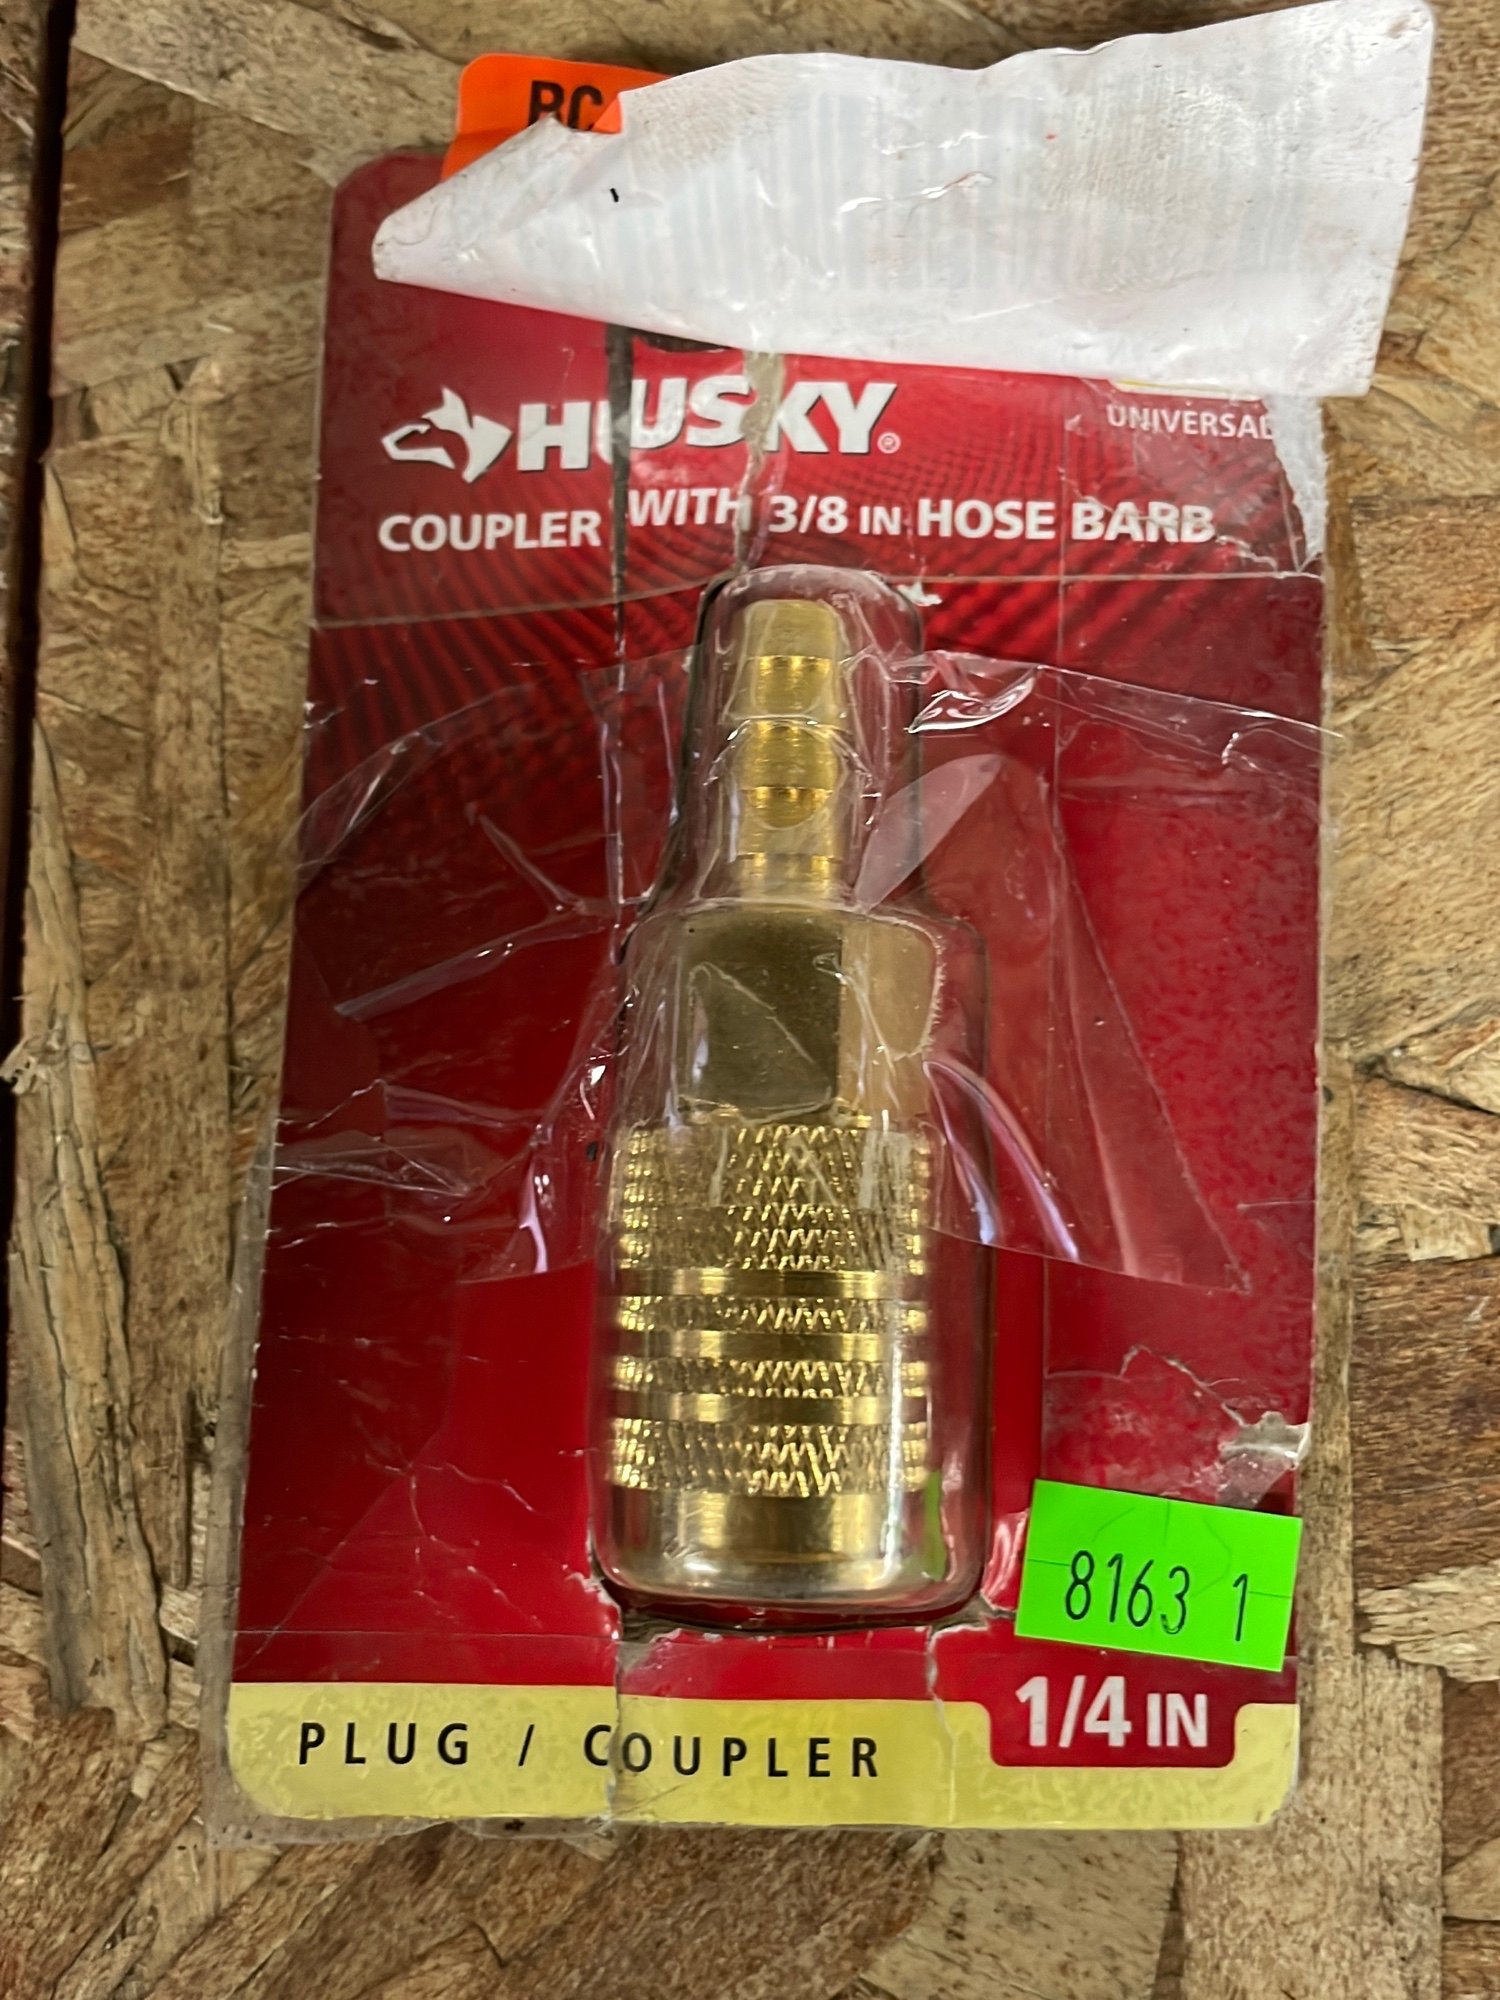 HUSKY®
UNIVERSAL
COUPLER WITH 3/8 IN HOSE BARB
8163 1
1/4 IN
PLUG / COUPLER